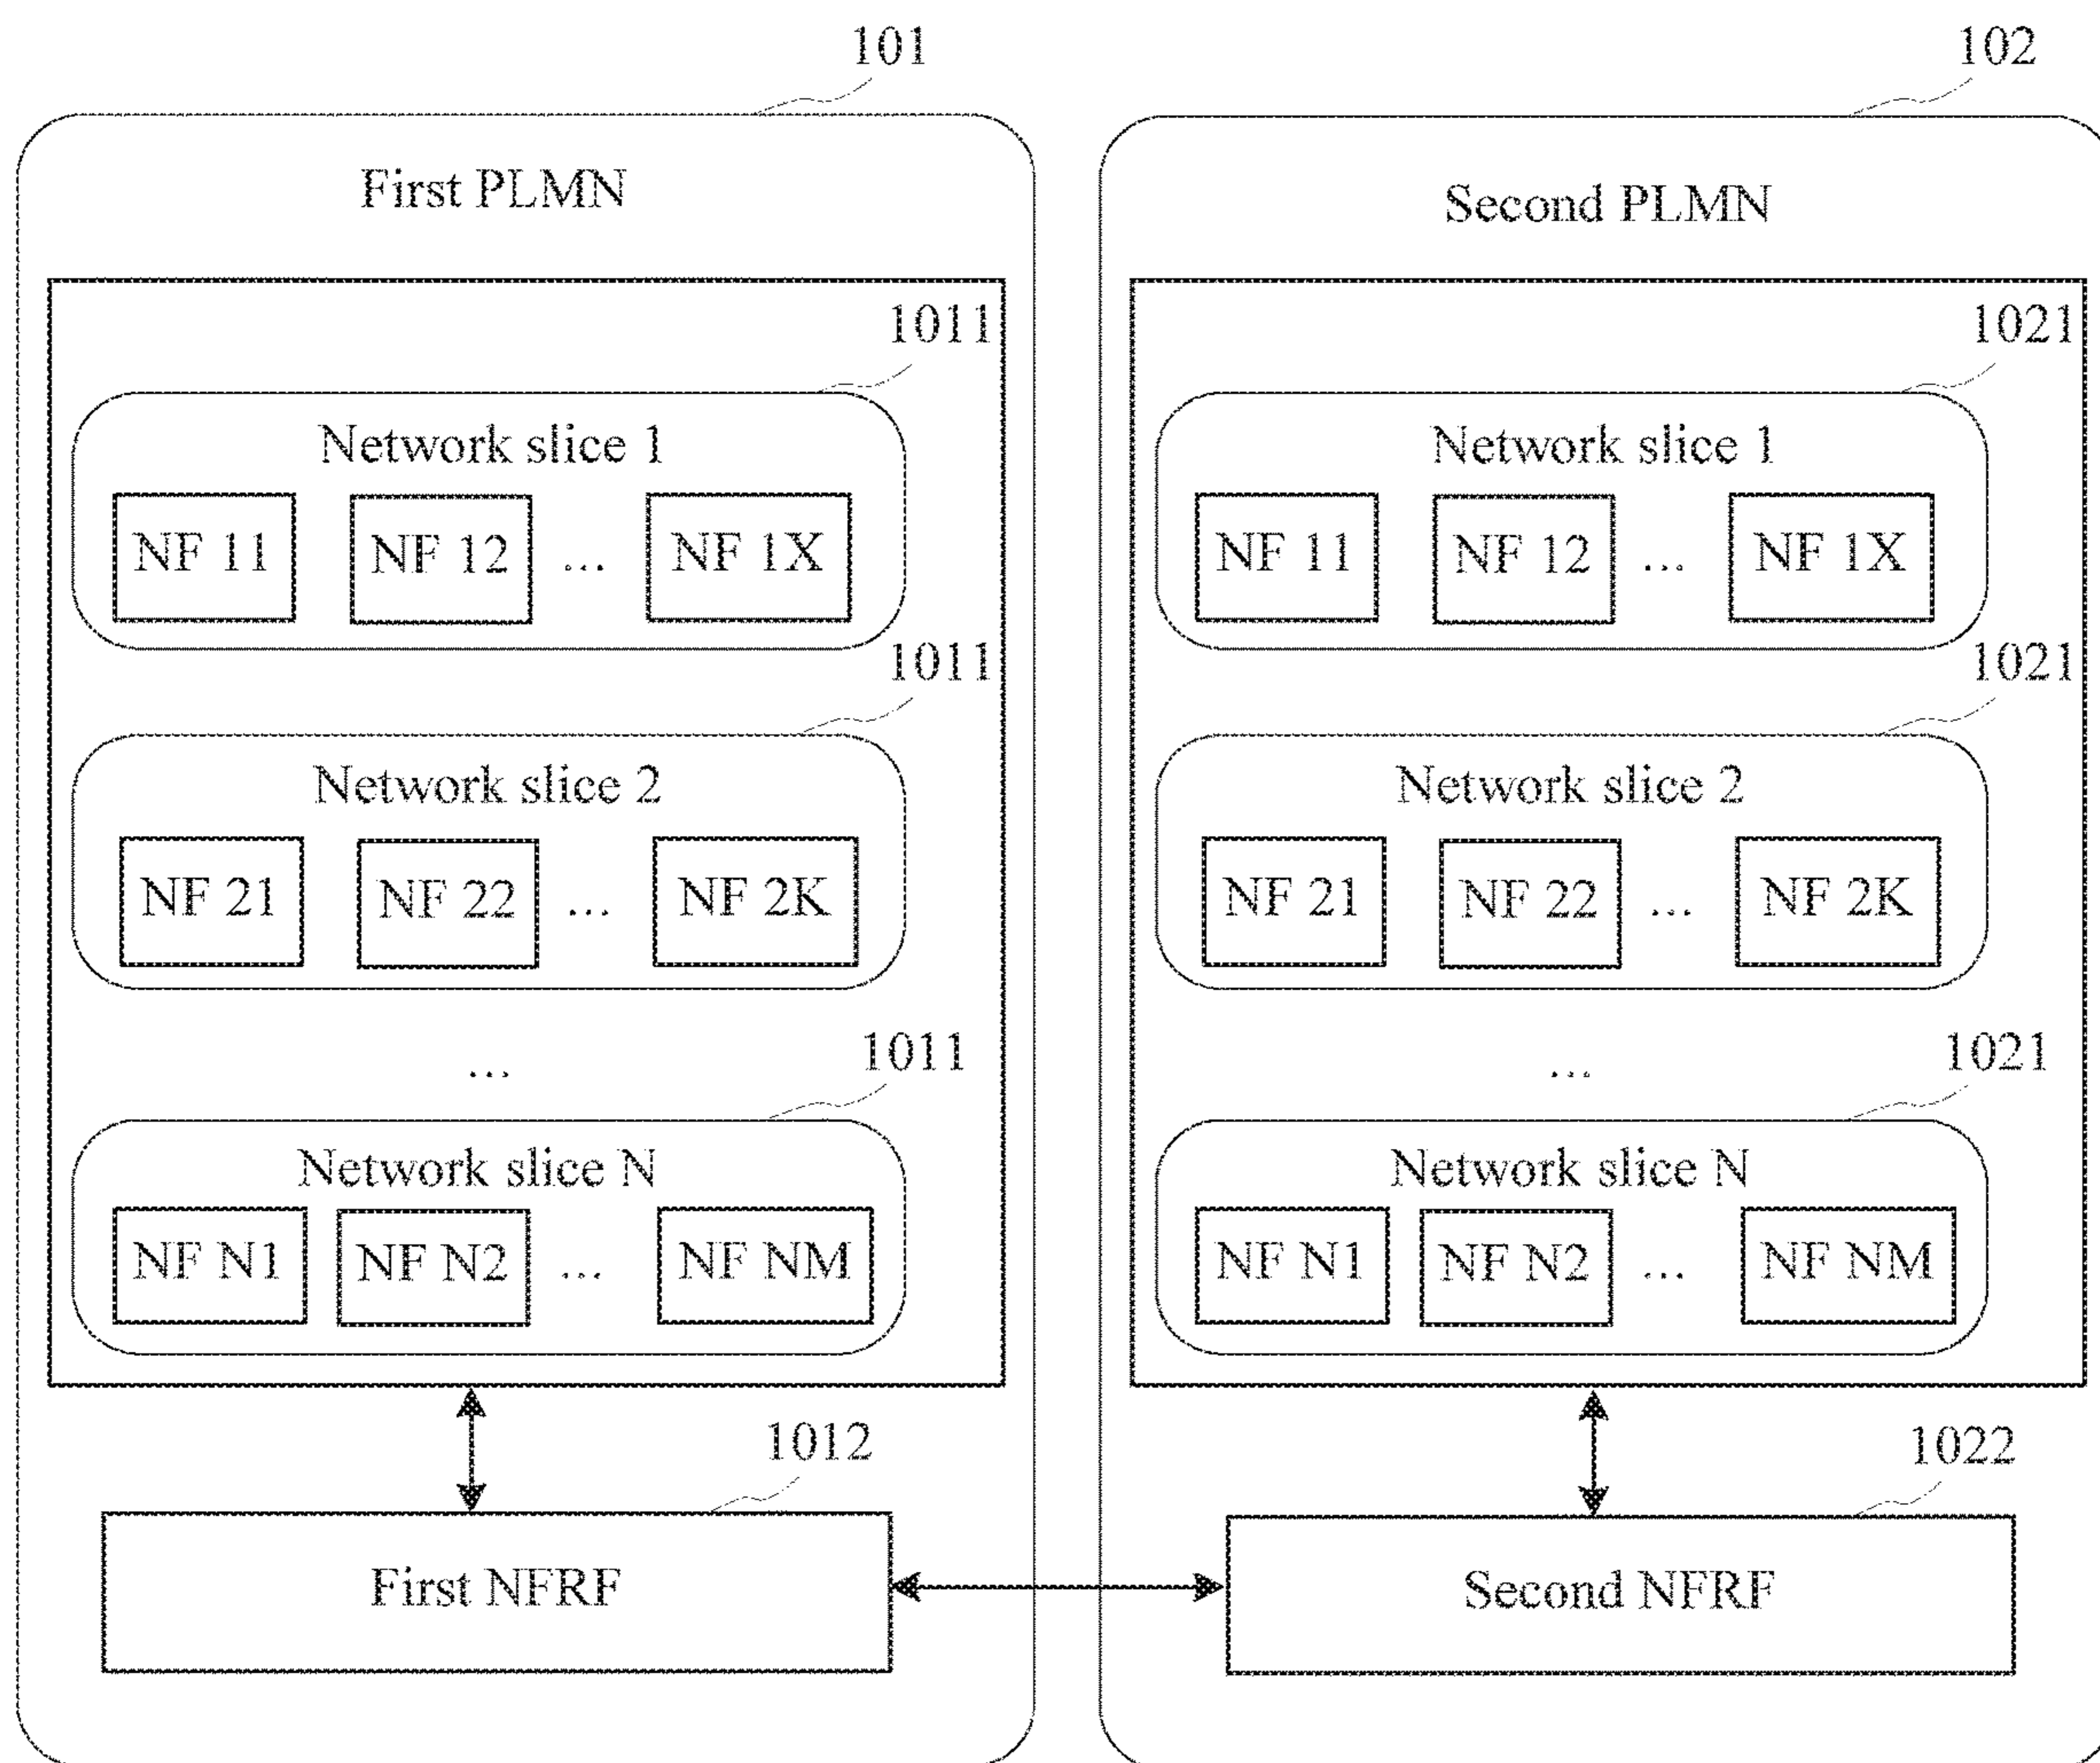 101
First PLMN
1011
Network slice 1
NF 11 NF 12 ... NF 1X
1011
Network slice 2
NF 21 NF 22 ... NF 2K
...
1011
Network slice N
NF N1 NF N2 ... NF NM
1012
First NFRF
102
Second PLMN
1021
Network slice 1
NF 11 NF 12 ... NF 1X
1021
Network slice 2
NF 21 NF 22 ... NF 2K
...
1021
Network slice N
NF N1 NF N2 ... NF NM
1022
Second NFRF